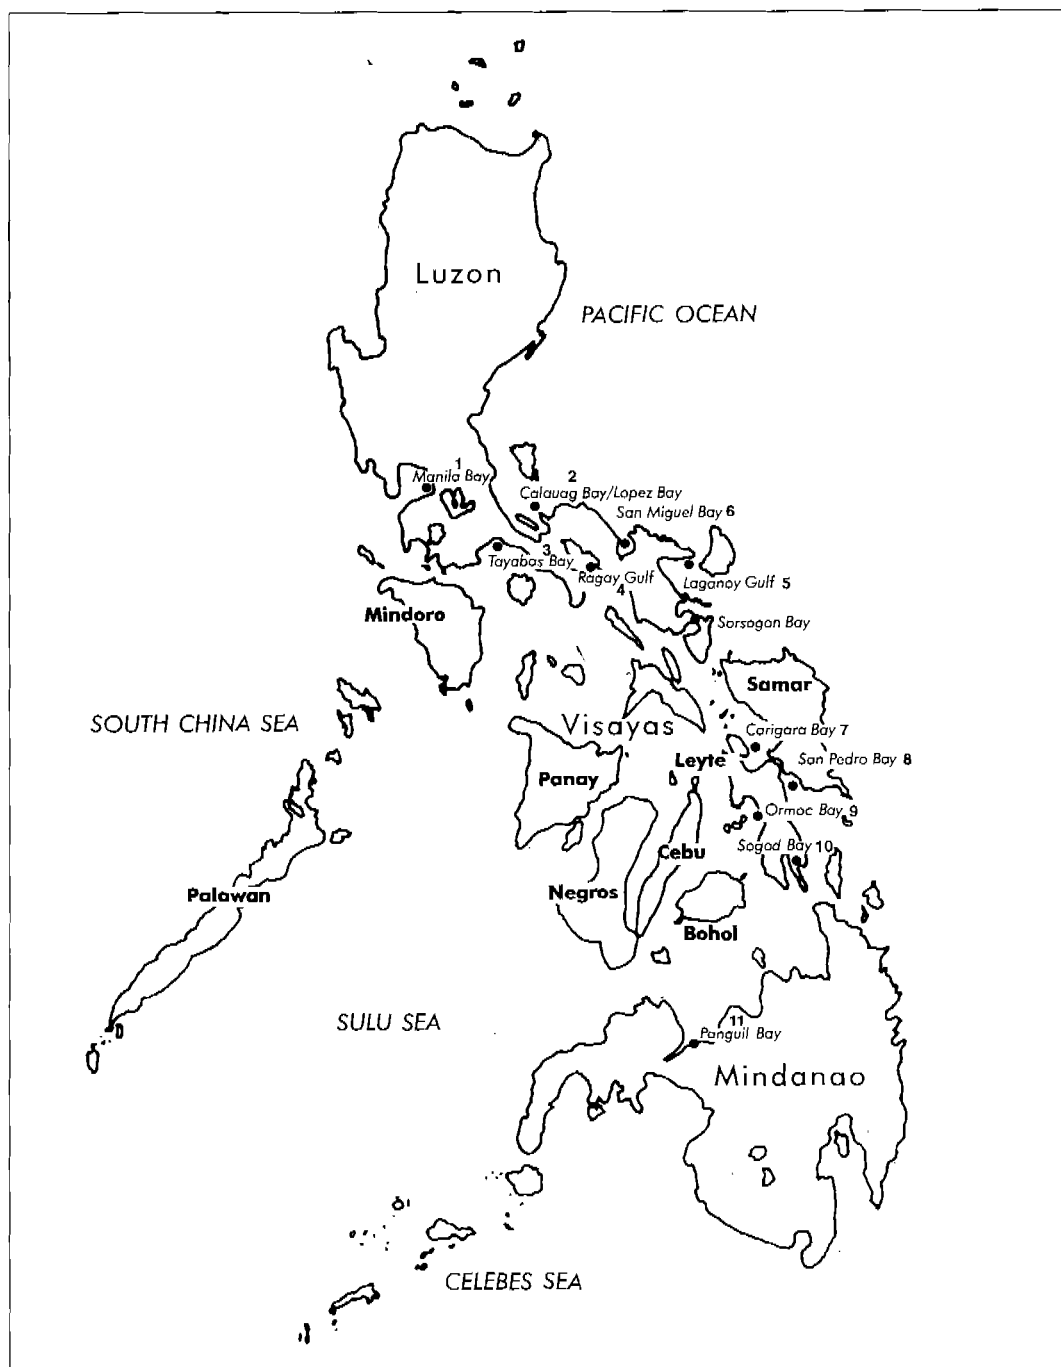 Luzon
PACIFIC OCEAN
1
Manila Bay
2
Calauag Bay/Lopez Bay
San Miguel Bay 6
3
Tayabas Bay
Ragay Gulf
4
Laganoy Gulf 5
Mindoro
Sorsogon Bay
Samar
SOUTH CHINA SEA
Visayas
Carigara Bay 7
Leyte
San Pedro Bay 8
Panay
Ormoc Bay 9
Sogod Bay 10
Cebu
Palawan
Negros
Bohol
SULU SEA
11
Panguil Bay
Mindanao
CELEBES SEA